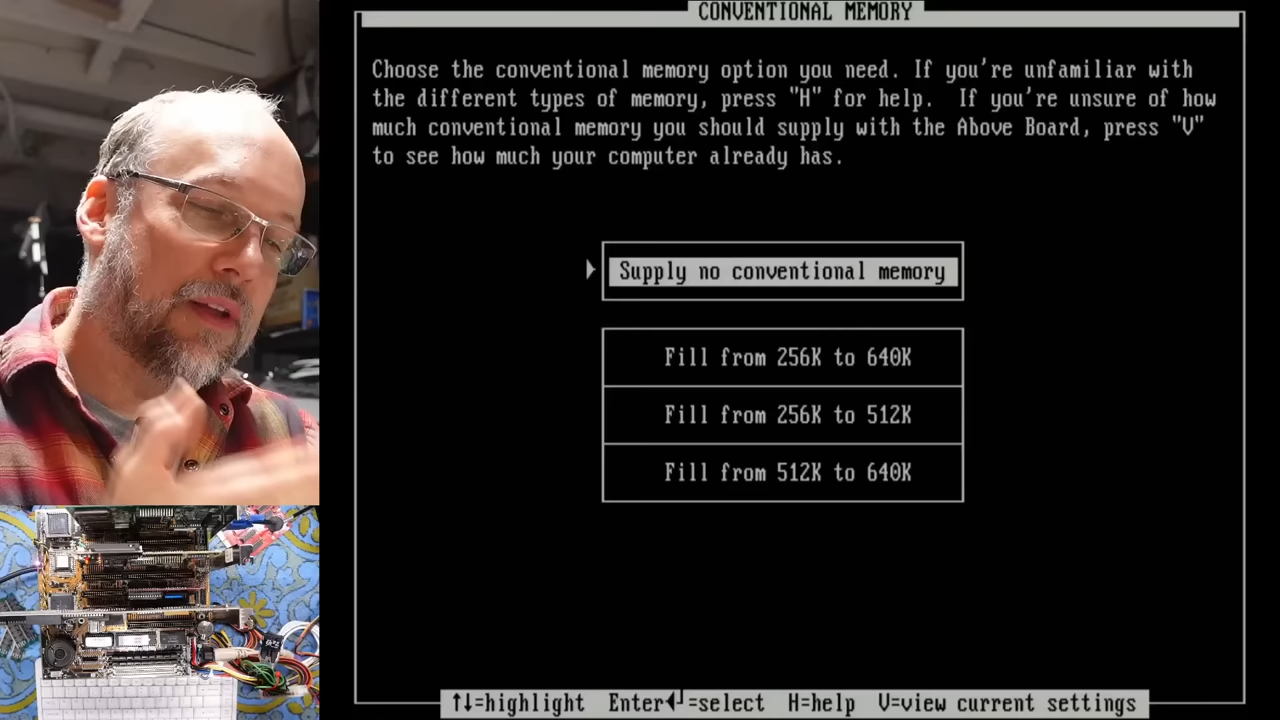 CONVENTIONAL MEMORY
Choose the conventional memory option you need. If you're unfamiliar with
the different types of memory, press "H" for help.  If you're unsure of how
much conventional memory you should supply with the Above Board, press "V"
to see how much your computer already has.
Supply no conventional memory
Fill from 256K to 640K
Fill from 256K to 512K
Fill from 512K to 640K
↑↓=highlight  Enter↵=select  H=help  V=view current settings